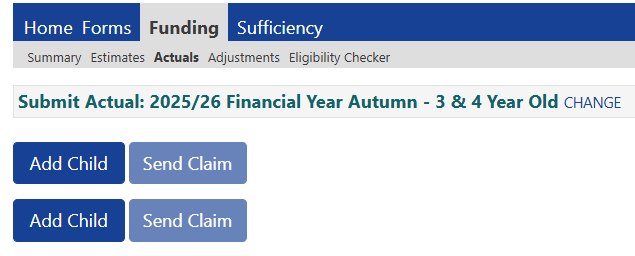 Home Forms Funding Sufficiency
Summary Estimates Actuals Adjustments Eligibility Checker
Submit Actual: 2025/26 Financial Year Autumn - 3 & 4 Year Old CHANGE
Add Child Send Claim
Add Child Send Claim